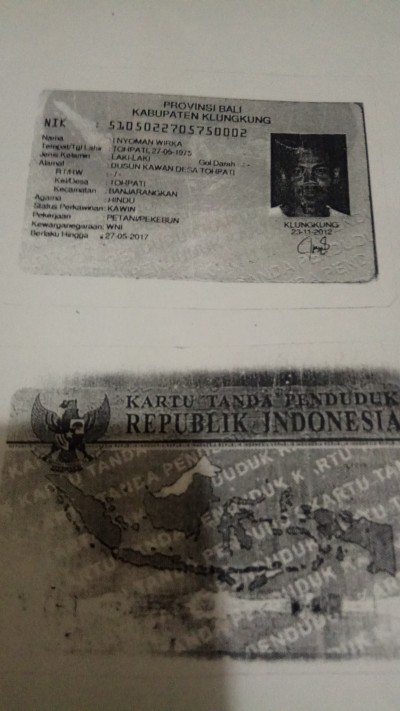 PROVINSI BALI
KABUPATEN KLUNGKUNG
NIK : 5105022705750002
Nama : I NYOMAN WIRKA
Tempat/Tgl Lahir : TOHPATI, 27-05-1975
Jenis Kelamin : LAKI-LAKI Gol Darah : -
Alamat : DUSUN KAWAN DESA TOHPATI
RT/RW : -/-
Kel/Desa : TOHPATI
Kecamatan : BANJARANGKAN
Agama : HINDU
Status Perkawinan: KAWIN
Pekerjaan : PETANI/PEKEBUN
Kewarganegaraan: WNI
Berlaku Hingga : 27-05-2017
KLUNGKUNG
23-11-2012
KARTU TANDA PENDUDUK
REPUBLIK INDONESIA